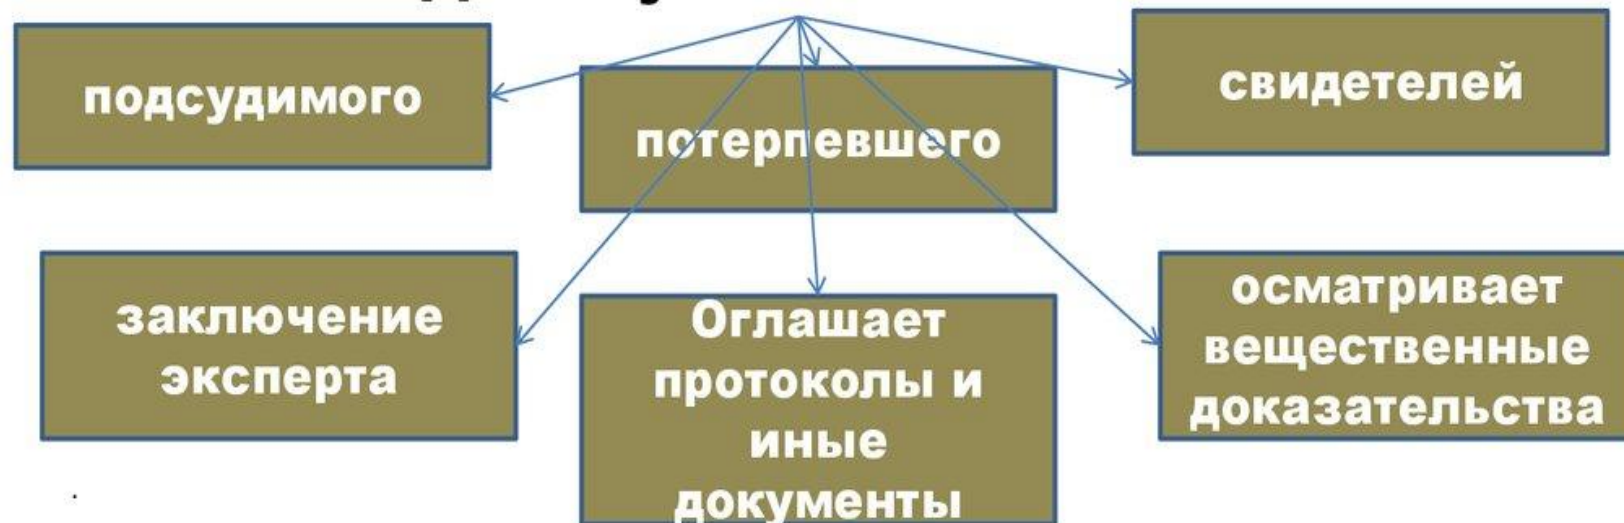 подсудимого
потерпевшего
свидетелей
заключение
эксперта
Оглашает
протоколы и
иные
документы
осматривает
вещественные
доказательства
.